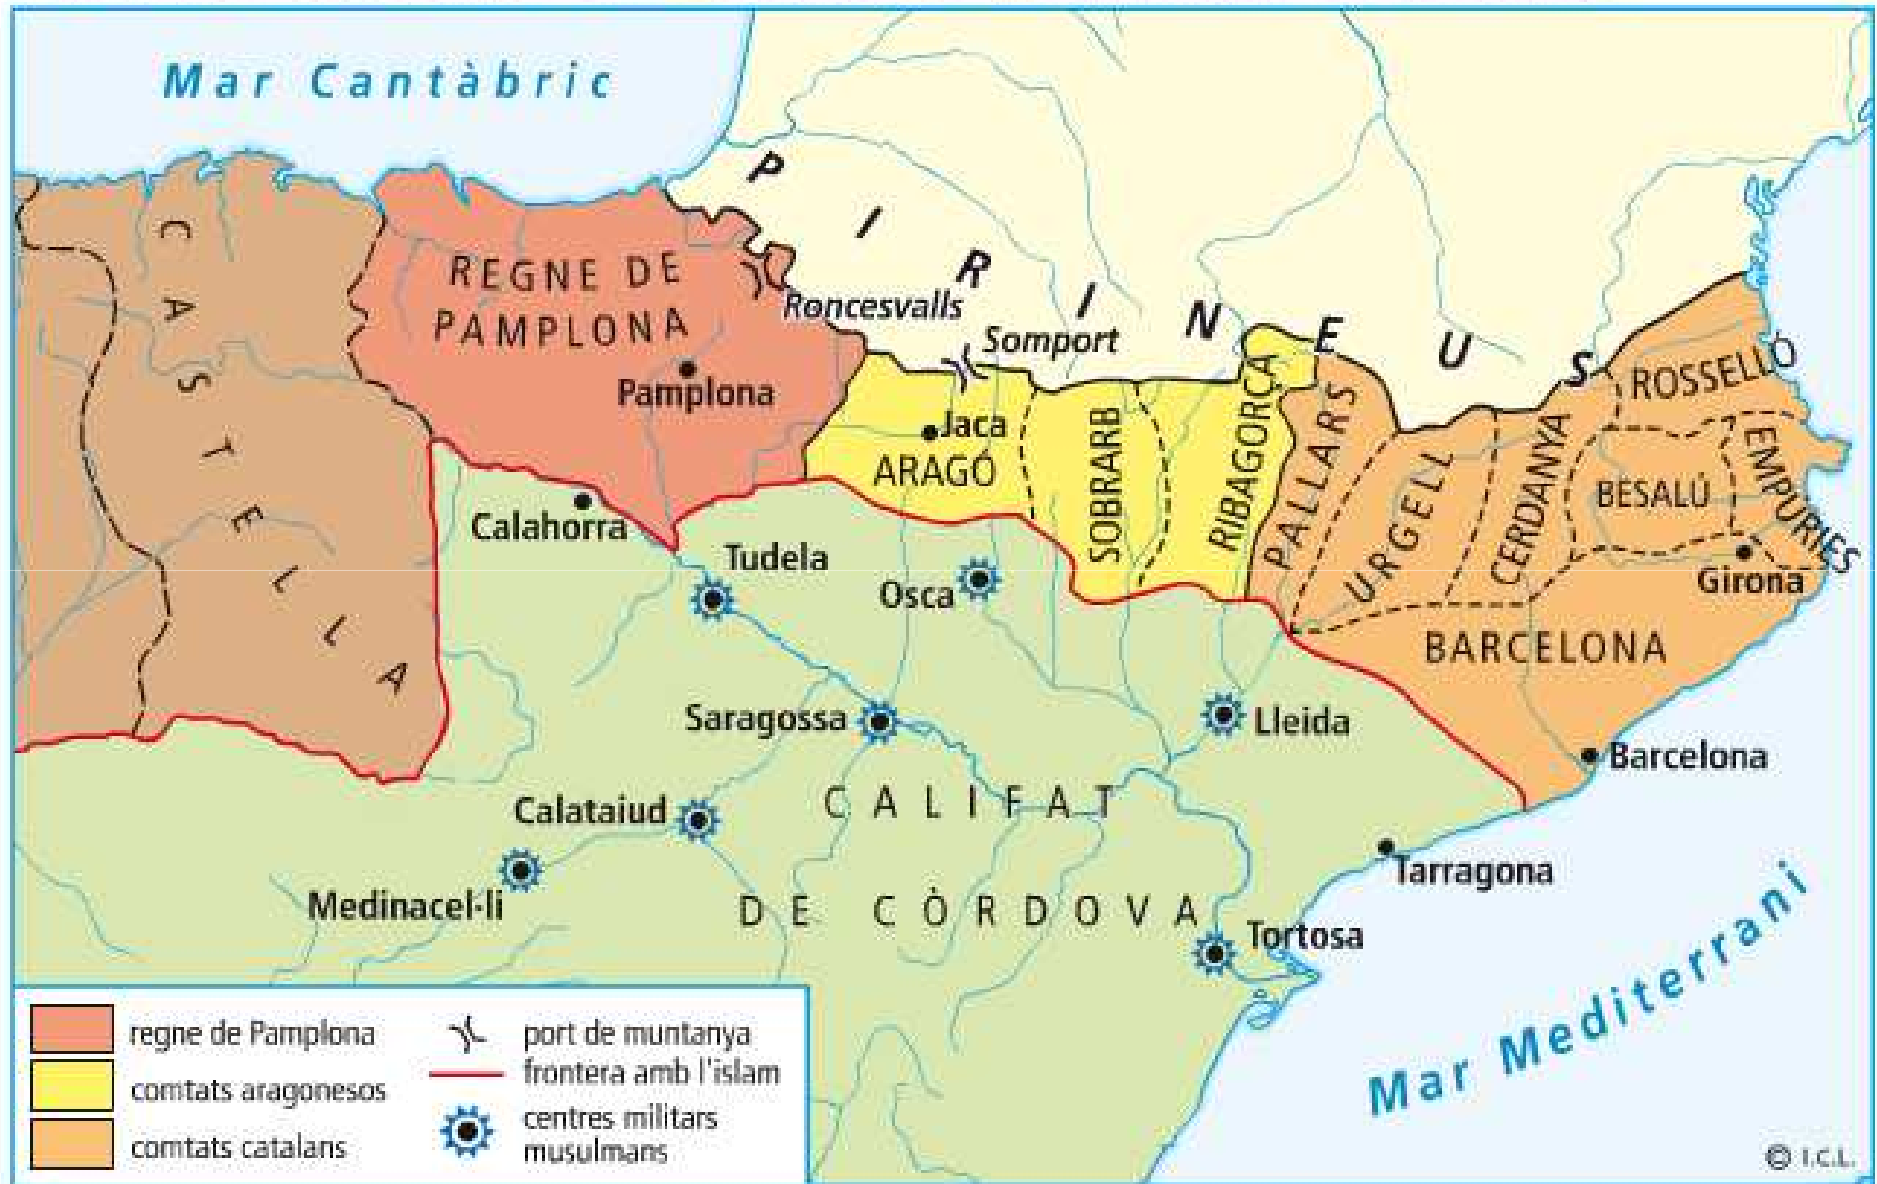 Mar Cantàbric
PIRINEUS
CASTELLA
REGNE DE
PAMPLONA
Roncesvalls
Somport
Pamplona
Jaca
ARAGÓ
SOBRARB
RIBAGORÇA
PALLARS
URGELL
CERDANYA
ROSSELLÓ
BESALÚ
EMPÚRIES
Girona
BARCELONA
Calahorra
Tudela
Osca
Saragossa
Lleida
Barcelona
Calataiud
CALIFAT
DE CÒRDOVA
Medinacel·li
Tarragona
Tortosa
Mar Mediterrani
regne de Pamplona
comtats aragonesos
comtats catalans
port de muntanya
frontera amb l'islam
centres militars
musulmans
© I.C.L.